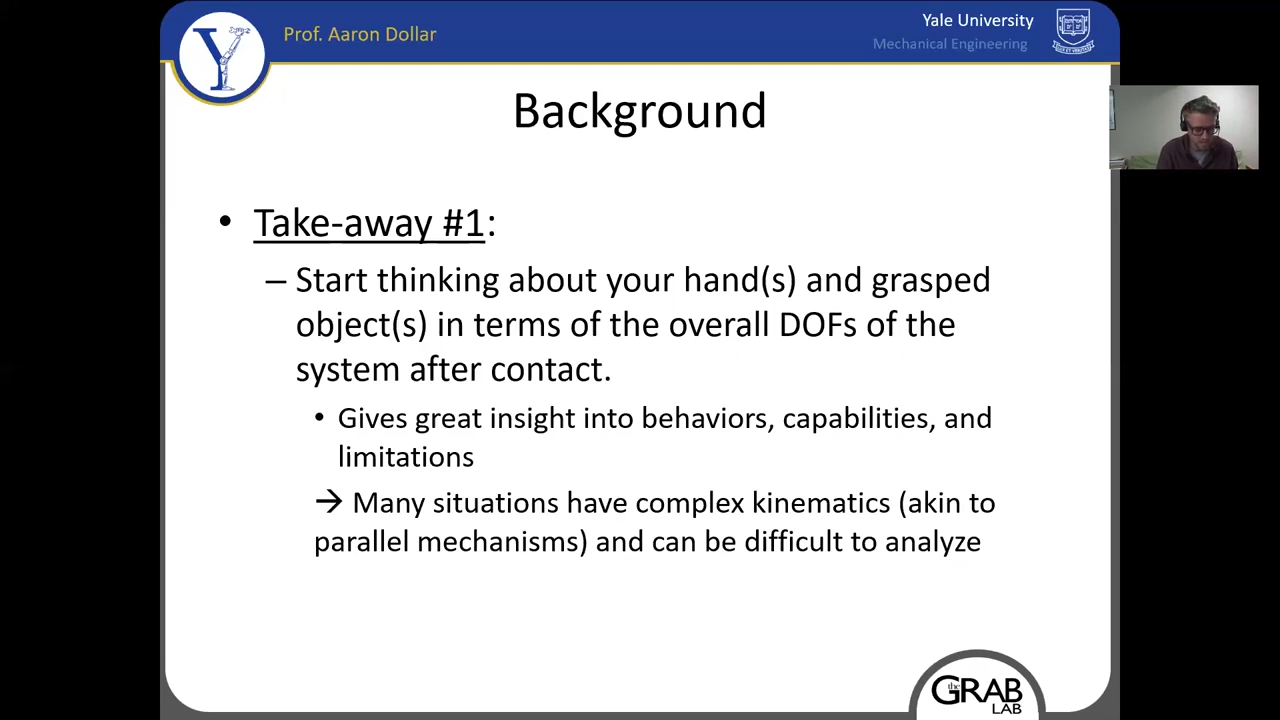 Prof. Aaron Dollar
Yale University
Mechanical Engineering
Y
Background
• Take-away #1:
– Start thinking about your hand(s) and grasped
object(s) in terms of the overall DOFs of the
system after contact.
• Gives great insight into behaviors, capabilities, and
limitations
→ Many situations have complex kinematics (akin to
parallel mechanisms) and can be difficult to analyze
the GRAB
LAB